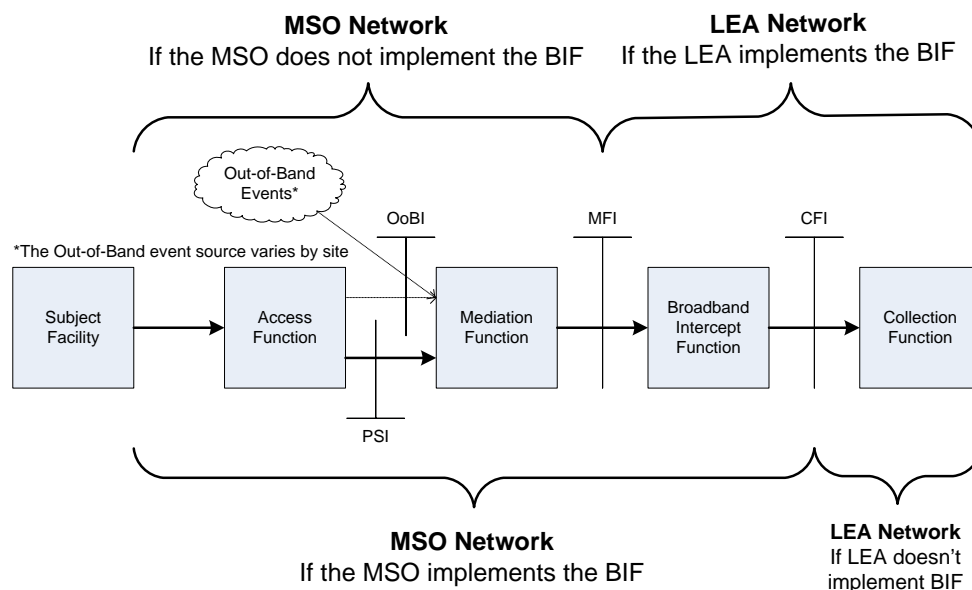 MSO Network
If the MSO does not implement the BIF
LEA Network
If the LEA implements the BIF
Out-of-Band
Events*
OoBI
MFI
CFI
*The Out-of-Band event source varies by site
Subject
Facility
Access
Function
Mediation
Function
Broadband
Intercept
Function
Collection
Function
PSI
MSO Network
If the MSO implements the BIF
LEA Network
If LEA doesn't
implement BIF